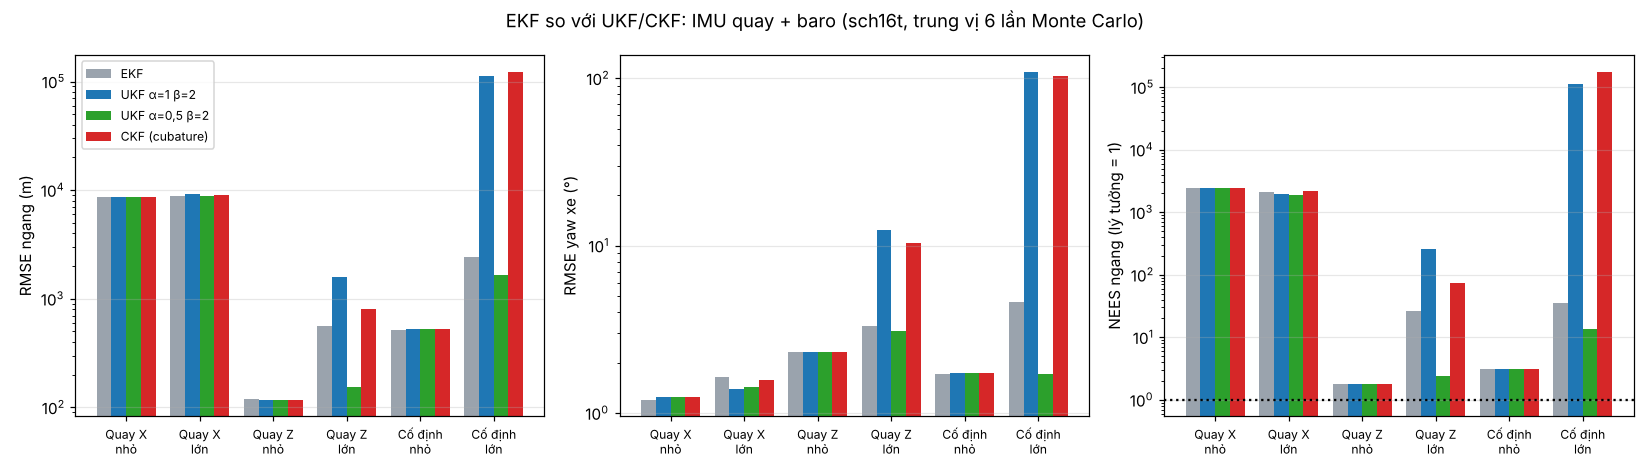 EKF so với UKF/CKF: IMU quay + baro (sch16t, trung vị 6 lần Monte Carlo)
RMSE ngang (m)
10⁵
10⁴
10³
10²
EKF
UKF α=1 β=2
UKF α=0,5 β=2
CKF (cubature)
Quay X
nhỏ
Quay X
lớn
Quay Z
nhỏ
Quay Z
lớn
Cố định
nhỏ
Cố định
lớn
RMSE yaw xe (°)
10²
10¹
10⁰
Quay X
nhỏ
Quay X
lớn
Quay Z
nhỏ
Quay Z
lớn
Cố định
nhỏ
Cố định
lớn
NEES ngang (lý tưởng = 1)
10⁵
10⁴
10³
10²
10¹
10⁰
Quay X
nhỏ
Quay X
lớn
Quay Z
nhỏ
Quay Z
lớn
Cố định
nhỏ
Cố định
lớn